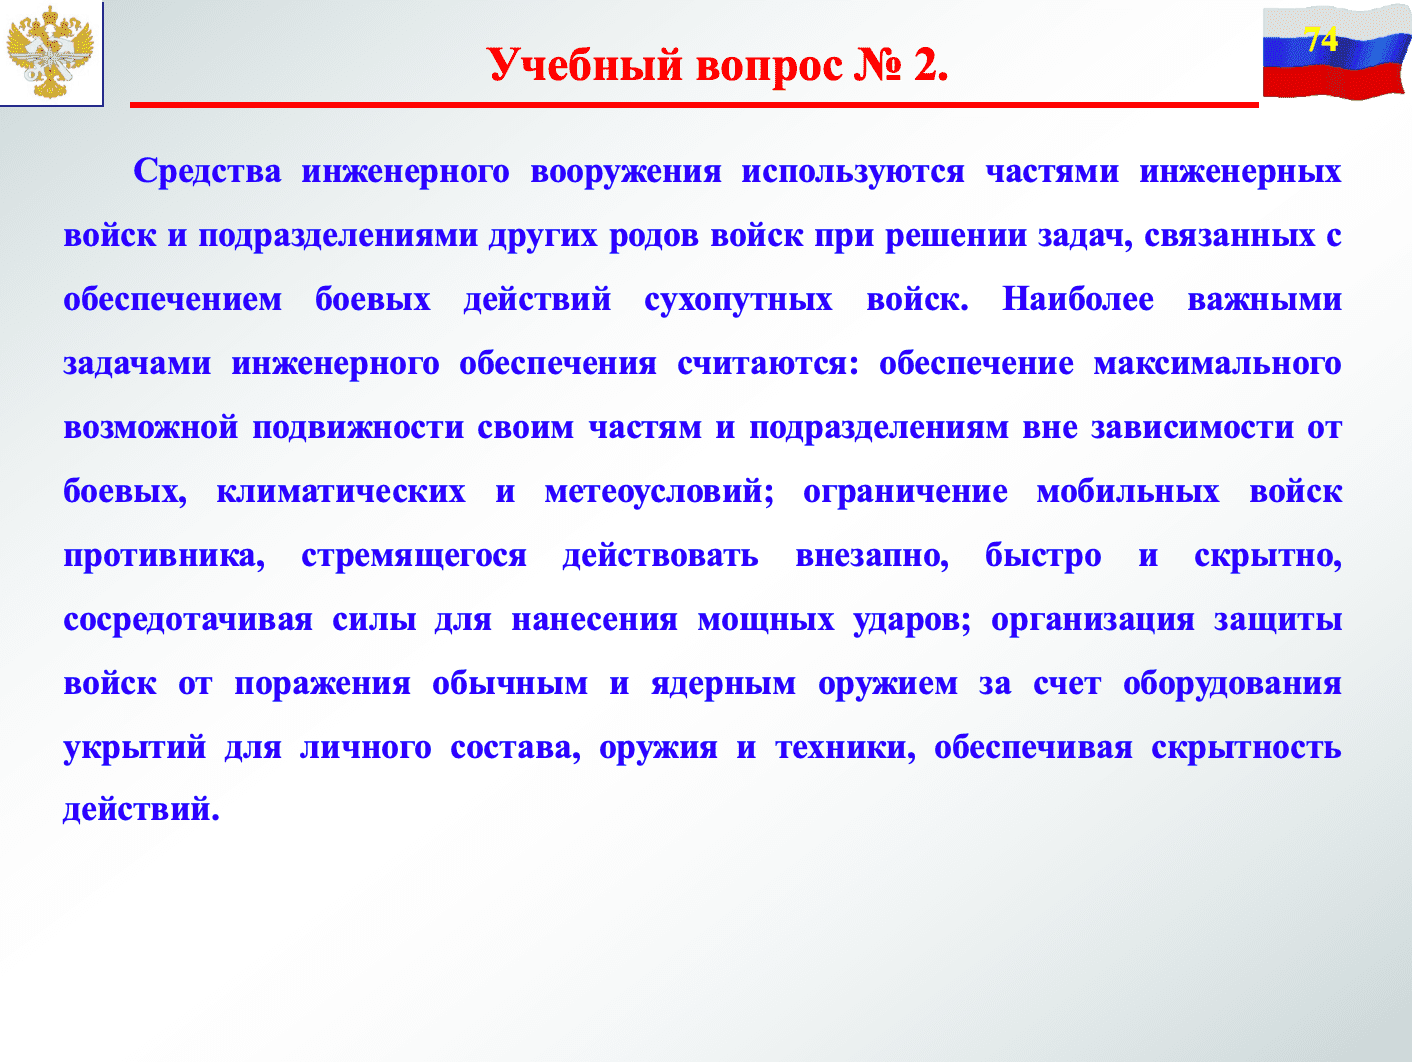 74
Учебный вопрос № 2.
Средства инженерного вооружения используются частями инженерных
войск и подразделениями других родов войск при решении задач, связанных с
обеспечением боевых действий сухопутных войск. Наиболее важными
задачами инженерного обеспечения считаются: обеспечение максимального
возможной подвижности своим частям и подразделениям вне зависимости от
боевых, климатических и метеоусловий; ограничение мобильных войск
противника, стремящегося действовать внезапно, быстро и скрытно,
сосредотачивая силы для нанесения мощных ударов; организация защиты
войск от поражения обычным и ядерным оружием за счет оборудования
укрытий для личного состава, оружия и техники, обеспечивая скрытность
действий.